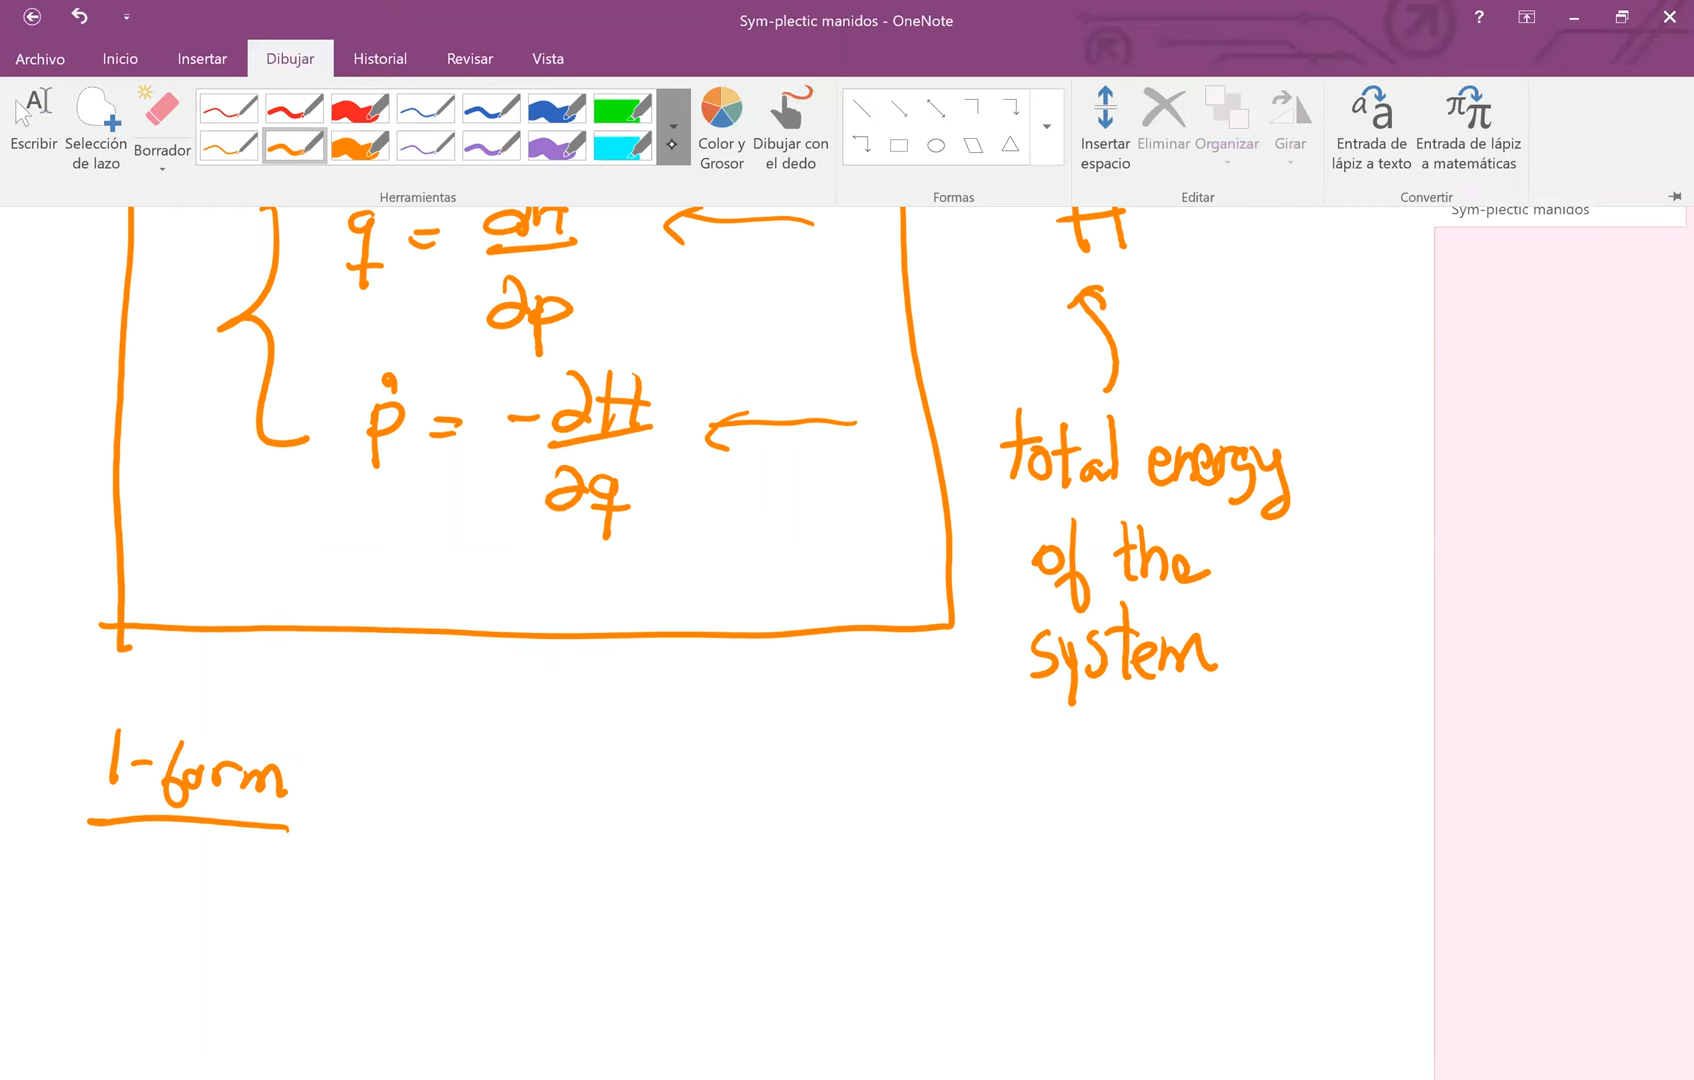 Sym-plectic manidos - OneNote
?
Archivo
Inicio
Insertar
Dibujar
Historial
Revisar
Vista
Escribir
Selección de lazo
Borrador
Color y Grosor
Dibujar con el dedo
Insertar espacio
Eliminar
Organizar
Girar
Entrada de lápiz a texto
Entrada de lápiz a matemáticas
Herramientas
Formas
Editar
Convertir
Sym-plectic manidos
q = ∂H
∂p
H
ṗ = -∂H
∂q
total energy
of the
system
1-form